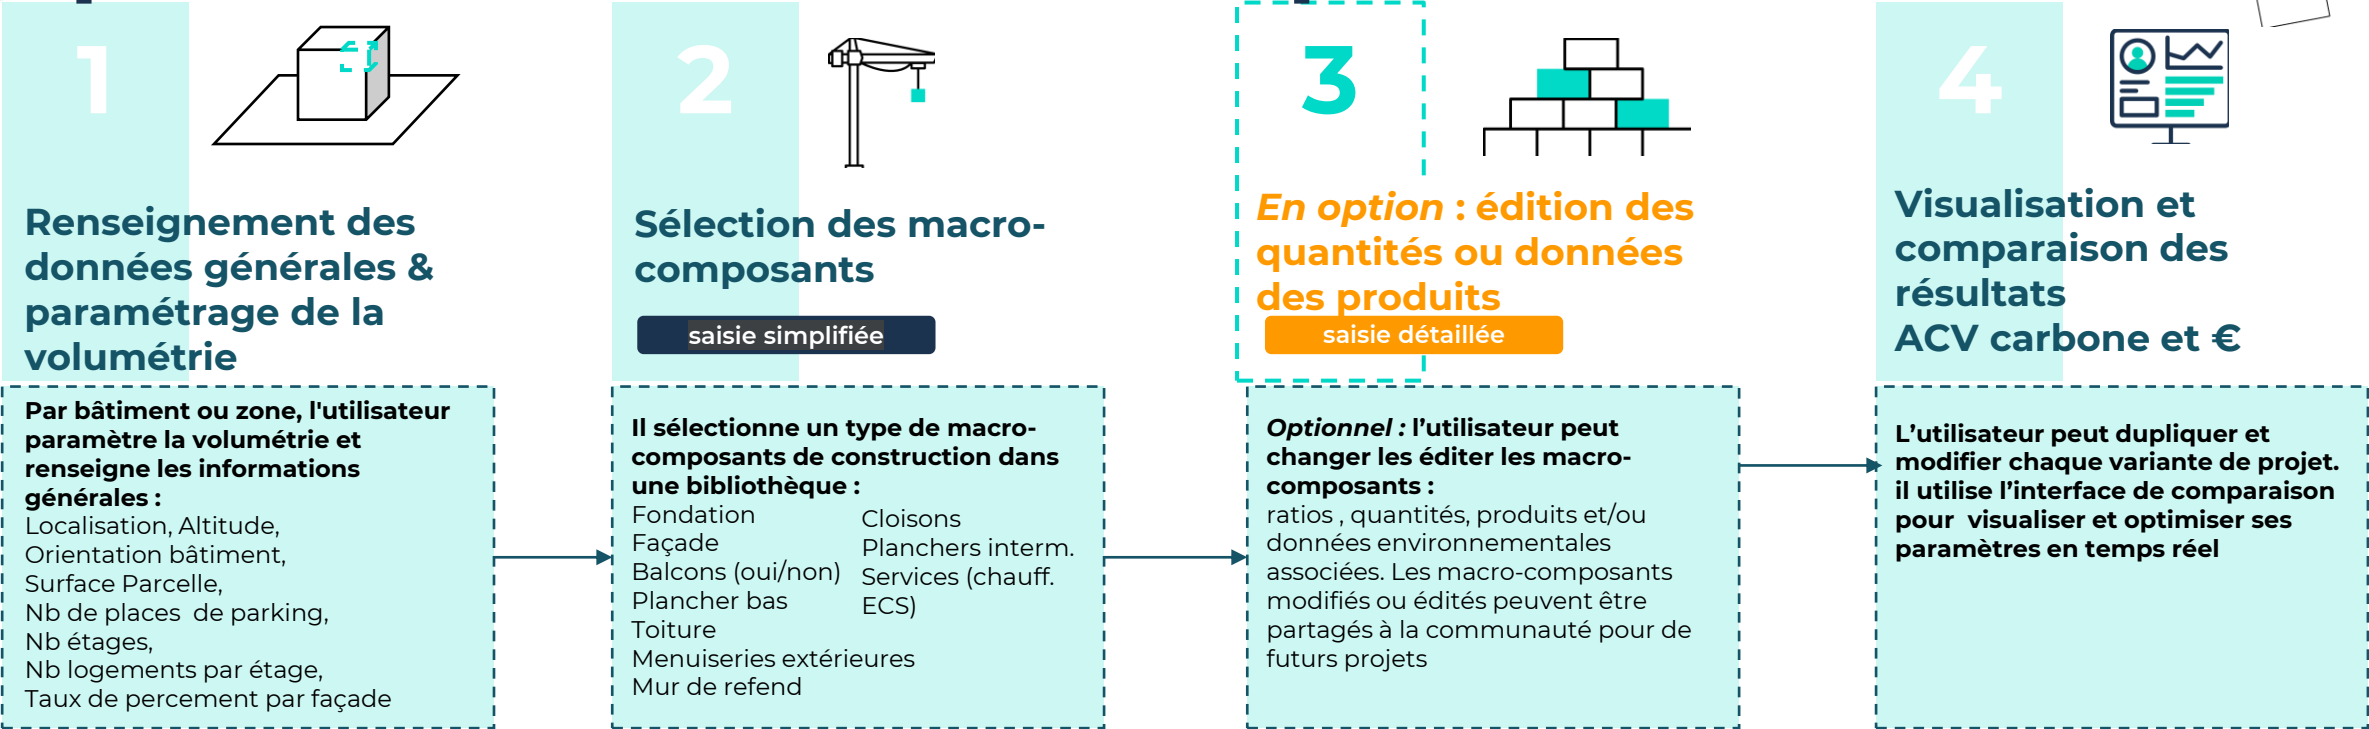 1
Renseignement des
données générales &
paramétrage de la
volumétrie
Par bâtiment ou zone, l'utilisateur
paramètre la volumétrie et
renseigne les informations
générales :
Localisation, Altitude,
Orientation bâtiment,
Surface Parcelle,
Nb de places  de parking,
Nb étages,
Nb logements par étage,
Taux de percement par façade
2
Sélection des macro-
composants
saisie simplifiée
Il sélectionne un type de macro-
composants de construction dans
une bibliothèque :
Fondation
Façade
Balcons (oui/non)
Plancher bas
Toiture
Menuiseries extérieures
Mur de refend
Cloisons
Planchers interm.
Services (chauff.
ECS)
3
En option : édition des
quantités ou données
des produits
saisie détaillée
Optionnel : l’utilisateur peut
changer les éditer les macro-
composants :
ratios , quantités, produits et/ou
données environnementales
associées. Les macro-composants
modifiés ou édités peuvent être
partagés à la communauté pour de
futurs projets
4
Visualisation et
comparaison des
résultats
ACV carbone et €
L’utilisateur peut dupliquer et
modifier chaque variante de projet.
il utilise l’interface de comparaison
pour  visualiser et optimiser ses
paramètres en temps réel